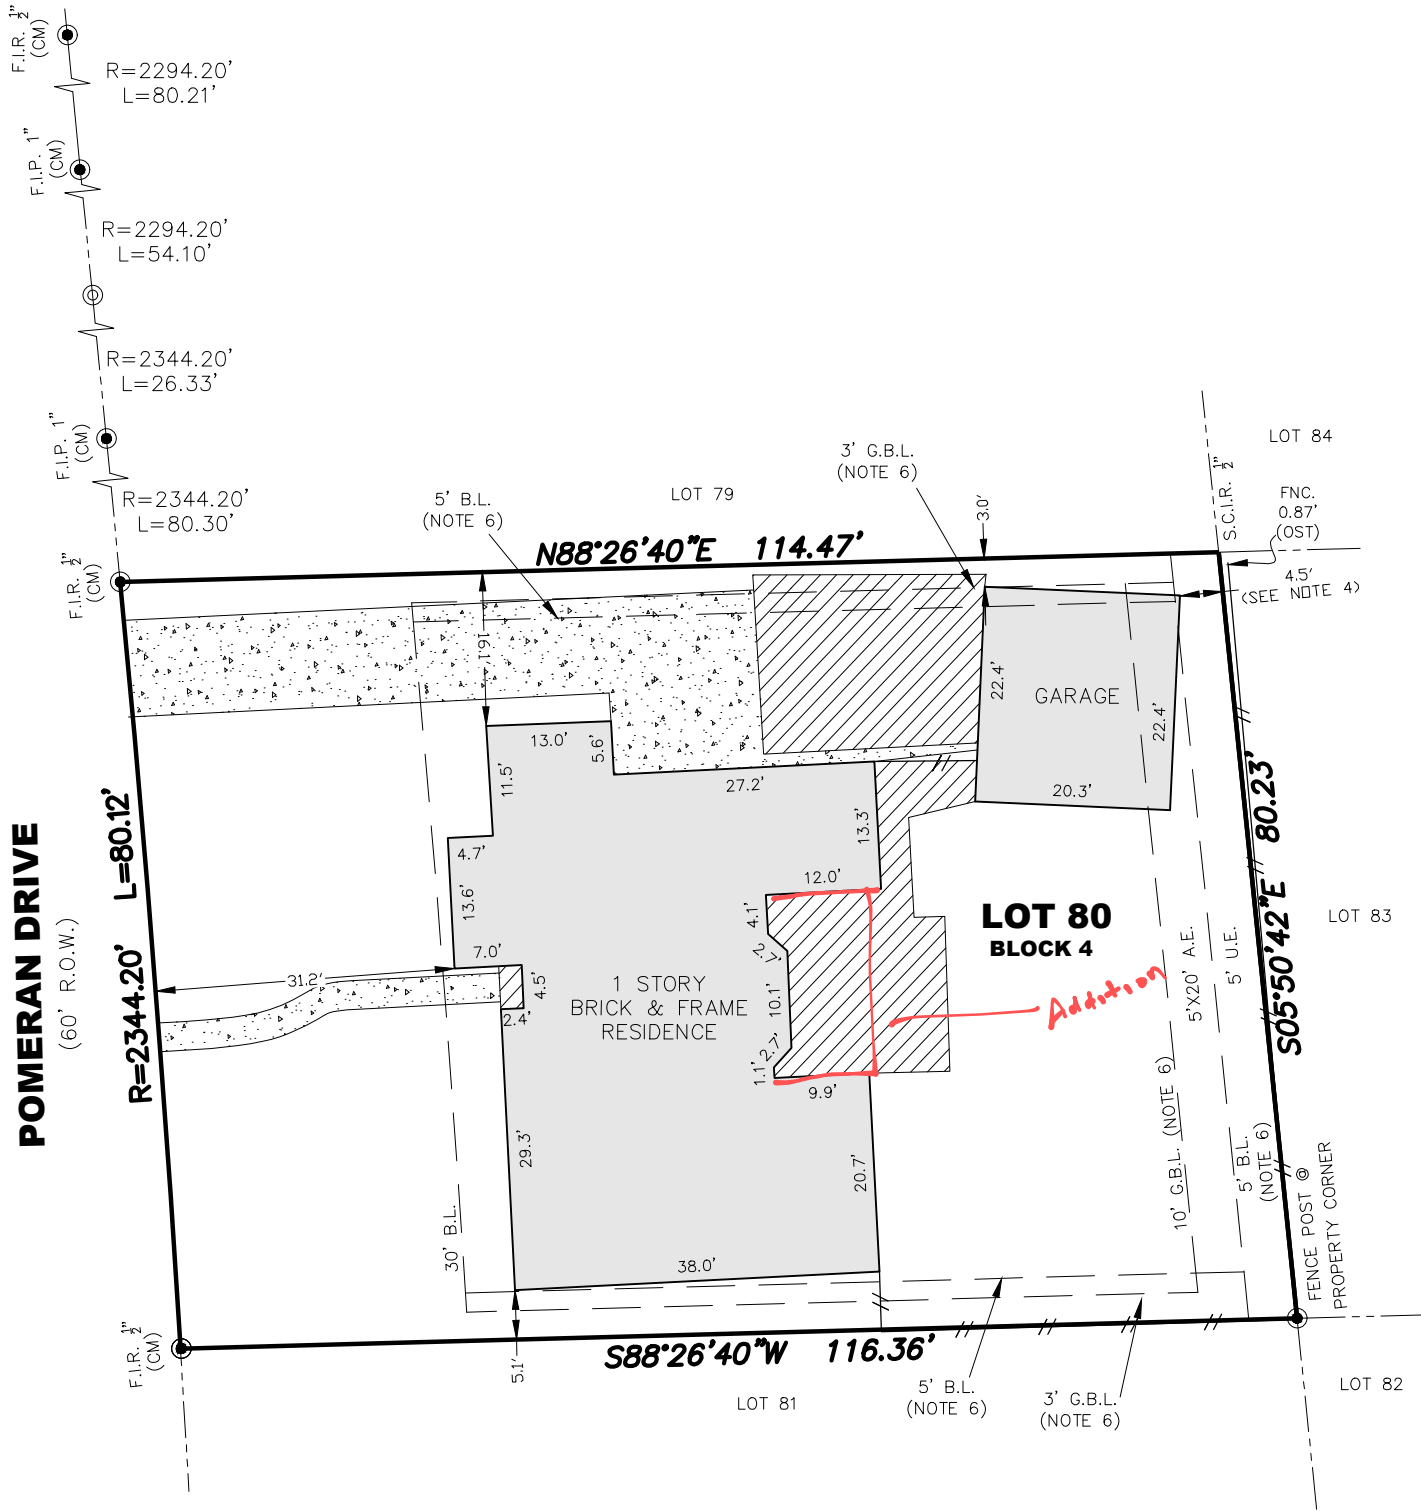 F.I.R. ½"
(CM)
R=2294.20'
L=80.21'
F.I.P. 1"
(CM)
R=2294.20'
L=54.10'
R=2344.20'
L=26.33'
F.I.P. 1"
(CM)
R=2344.20'
L=80.30'
F.I.R. ½"
(CM)
5' B.L.
(NOTE 6)
LOT 79
3' G.B.L.
(NOTE 6)
3.0'
S.C.I.R. ½"
LOT 84
FNC.
0.87'
(OST)
4.5'
(SEE NOTE 4)
N88°26'40"E 114.47'
16.1'
13.0'
5.6'
11.5'
27.2'
22.4'
GARAGE
22.4'
20.3'
4.7'
13.3'
13.6'
12.0'
4.1'
2.7'
7.0'
31.2'
4.5'
2.4'
10.1'
1 STORY
BRICK & FRAME
RESIDENCE
2.7'
1.1'
9.9'
Addition
LOT 80
BLOCK 4
POMERAN DRIVE
(60' R.O.W.)
R=2344.20' L=80.12'
S05°50'42"E 80.23'
LOT 83
5'X20' A.E.
5' U.E.
10' G.B.L. (NOTE 6)
5' B.L.
(NOTE 6)
29.3'
20.7'
30' B.L.
38.0'
FENCE POST @
PROPERTY CORNER
F.I.R. ½"
(CM)
5.1'
S88°26'40"W 116.36'
LOT 81
5' B.L.
(NOTE 6)
3' G.B.L.
(NOTE 6)
LOT 82